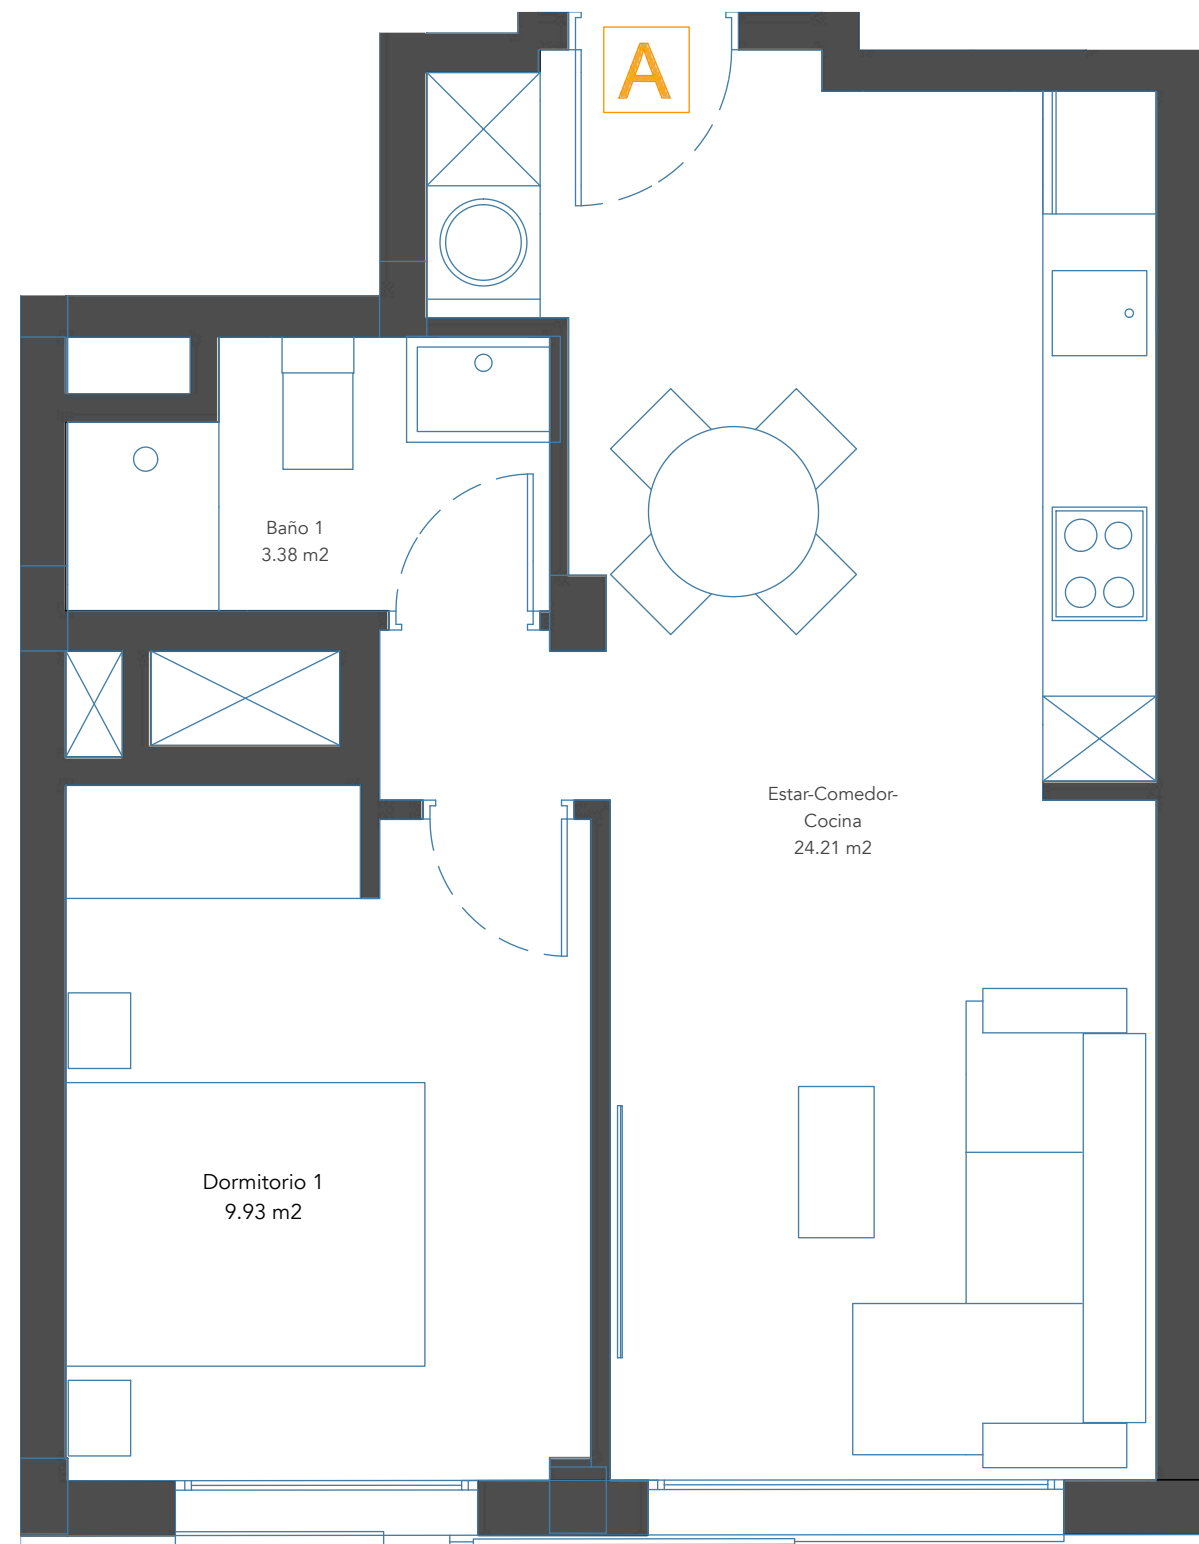 A
Baño 1
3.38 m2
Estar-Comedor-
Cocina
24.21 m2
Dormitorio 1
9.93 m2